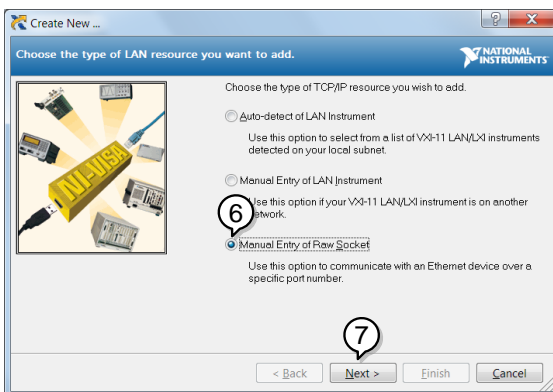 Create New ...
Choose the type of LAN resource you want to add.
NATIONAL
INSTRUMENTS
Choose the type of TCP/IP resource you wish to add.
Auto-detect of LAN Instrument
Use this option to select from a list of VXI-11 LAN/LXI instruments
detected on your local subnet.
Manual Entry of LAN Instrument
Use this option if your VXI-11 LAN/LXI instrument is on another
network.
6
Manual Entry of Raw Socket
Use this option to communicate with an Ethernet device over a
specific port number.
7
< Back
Next >
Finish
Cancel
NI-VISA